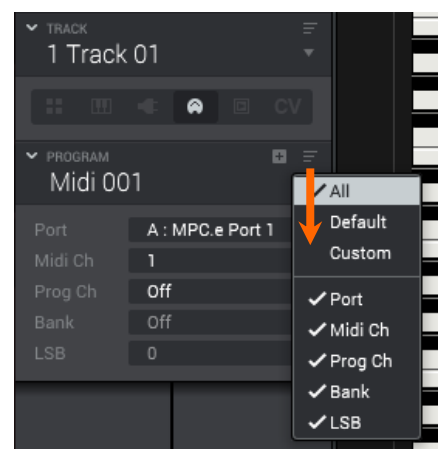 TRACK
1 Track 01
CV
PROGRAM
Midi 001
Port A : MPC.e Port 1
Midi Ch 1
Prog Ch Off
Bank Off
LSB 0
✓ All
Default
Custom
✓ Port
✓ Midi Ch
✓ Prog Ch
✓ Bank
✓ LSB